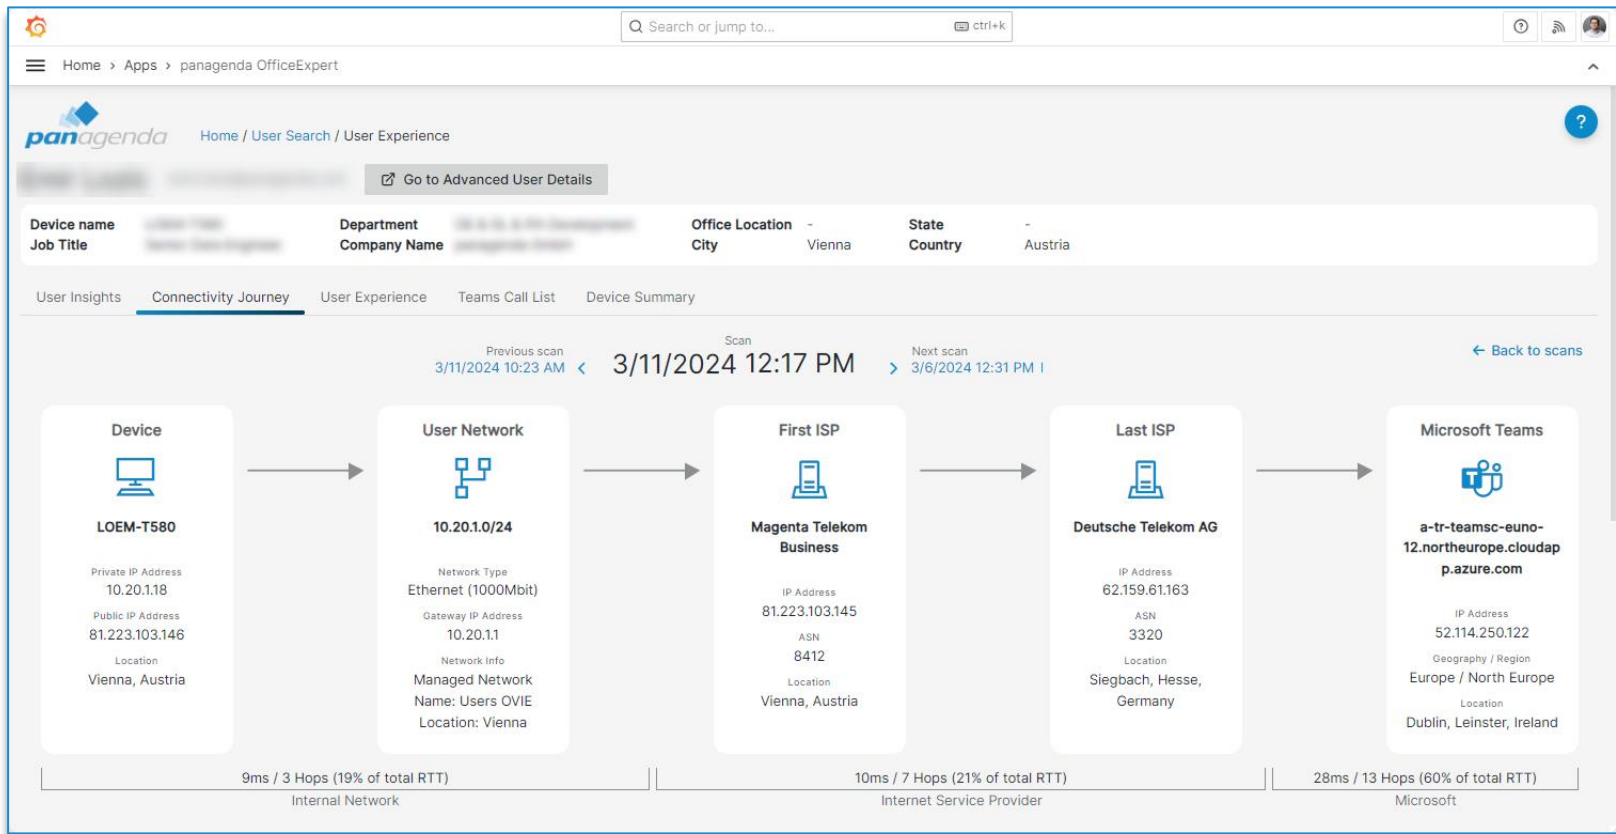 Search or jump to... ctrl+k
Home › Apps › panagenda OfficeExpert
panagenda Home / User Search / User Experience ?
Go to Advanced User Details
Device name Department Office Location - State -
Job Title Company Name City Vienna Country Austria
User Insights Connectivity Journey User Experience Teams Call List Device Summary
Previous scan
3/11/2024 10:23 AM
Scan
3/11/2024 12:17 PM
Next scan
3/6/2024 12:31 PM
← Back to scans
Device
LOEM-T580
Private IP Address
10.20.1.18
Public IP Address
81.223.103.146
Location
Vienna, Austria
User Network
10.20.1.0/24
Network Type
Ethernet (1000Mbit)
Gateway IP Address
10.20.1.1
Network Info
Managed Network
Name: Users OVIE
Location: Vienna
First ISP
Magenta Telekom
Business
IP Address
81.223.103.145
ASN
8412
Location
Vienna, Austria
Last ISP
Deutsche Telekom AG
IP Address
62.159.61.163
ASN
3320
Location
Siegbach, Hesse,
Germany
Microsoft Teams
a-tr-teamsc-euno-
12.northeurope.cloudap
p.azure.com
IP Address
52.114.250.122
Geography / Region
Europe / North Europe
Location
Dublin, Leinster, Ireland
9ms / 3 Hops (19% of total RTT)
Internal Network
10ms / 7 Hops (21% of total RTT)
Internet Service Provider
28ms / 13 Hops (60% of total RTT)
Microsoft